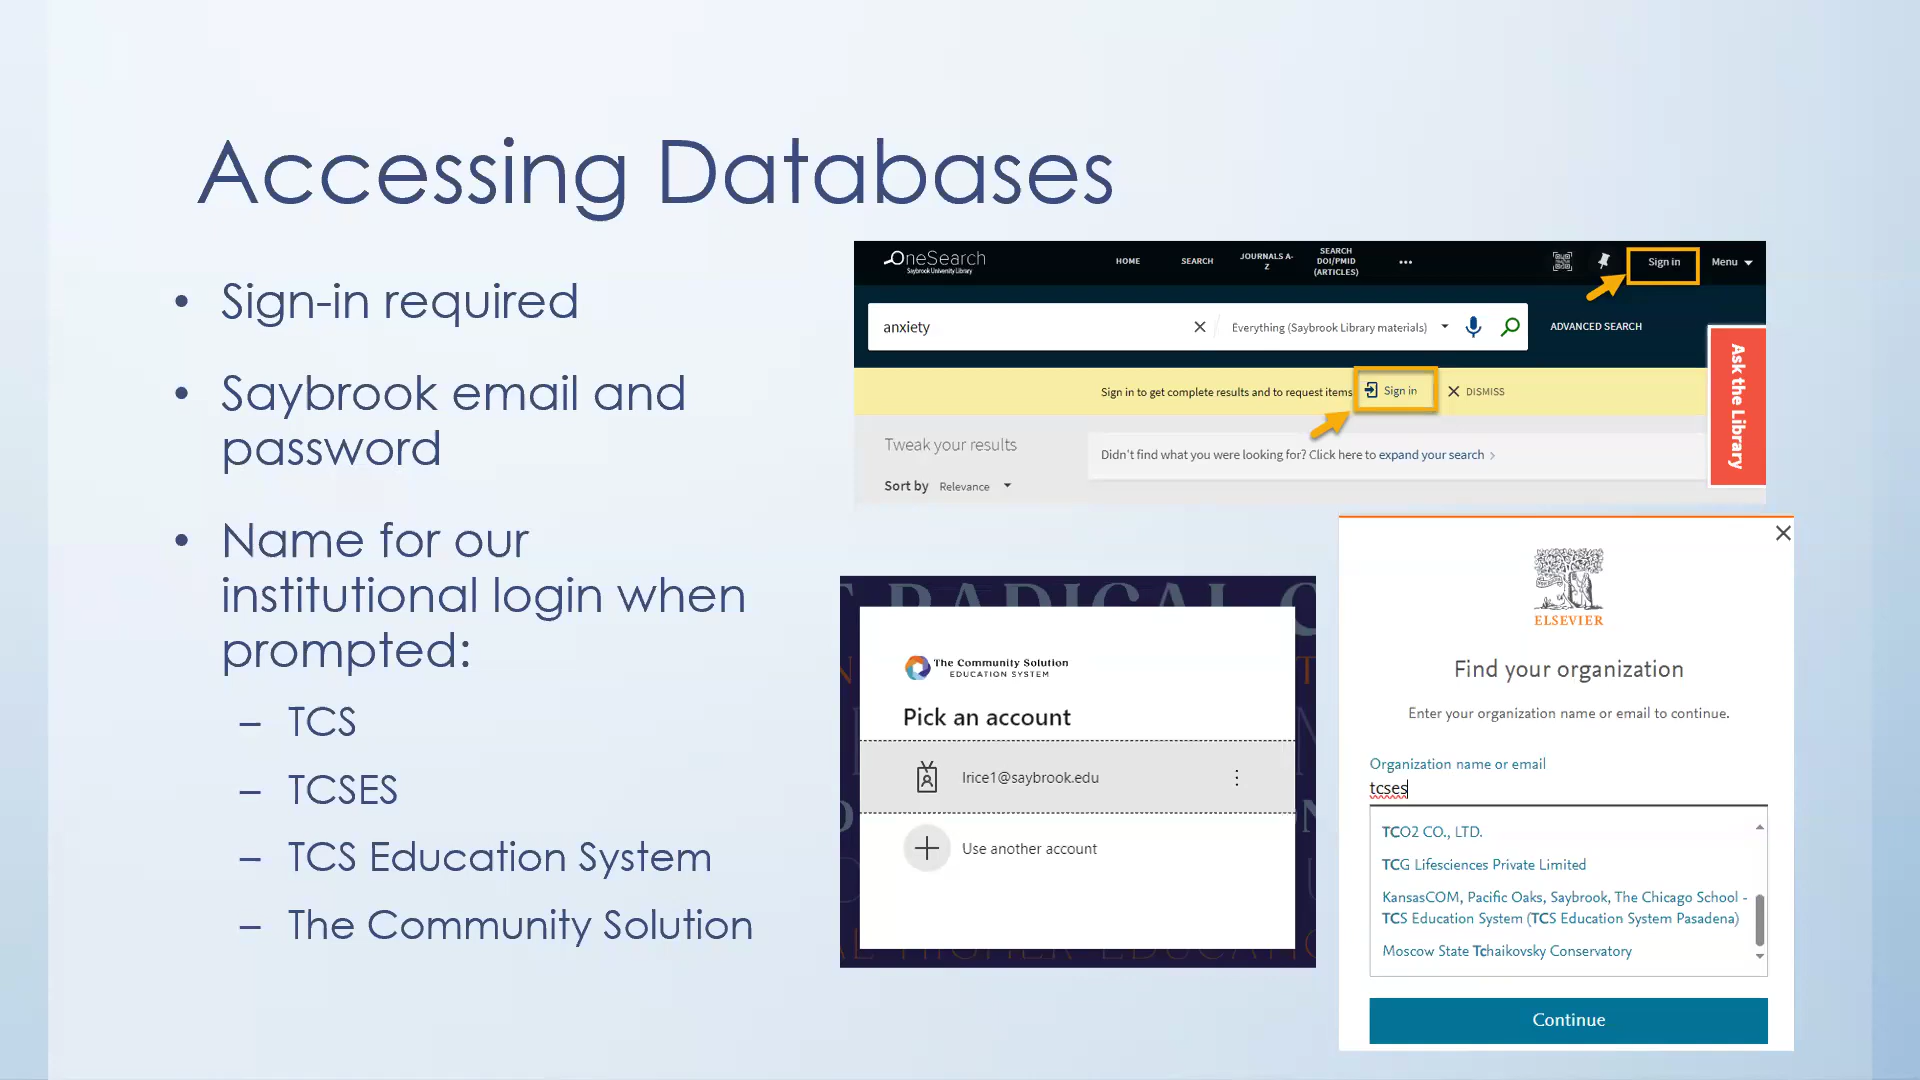 Accessing Databases
• Sign-in required
• Saybrook email and
password
• Name for our
institutional login when
prompted:
– TCS
– TCSES
– TCS Education System
– The Community Solution
OneSearch
Saybrook University Library
HOME
SEARCH
JOURNALS A-
Z
SEARCH
DOI/PMID
(ARTICLES)
•••
Sign in
Menu
anxiety
Everything (Saybrook Library materials)
ADVANCED SEARCH
Sign in to get complete results and to request items
Sign in
DISMISS
Ask the Library
Tweak your results
Didn't find what you were looking for? Click here to expand your search
Sort by Relevance
RADICAL
The Community Solution
EDUCATION SYSTEM
Pick an account
lrice1@saybrook.edu
Use another account
ELSEVIER
Find your organization
Enter your organization name or email to continue.
Organization name or email
tcses
TCO2 CO., LTD.
TCG Lifesciences Private Limited
KansasCOM, Pacific Oaks, Saybrook, The Chicago School -
TCS Education System (TCS Education System Pasadena)
Moscow State Tchaikovsky Conservatory
Continue